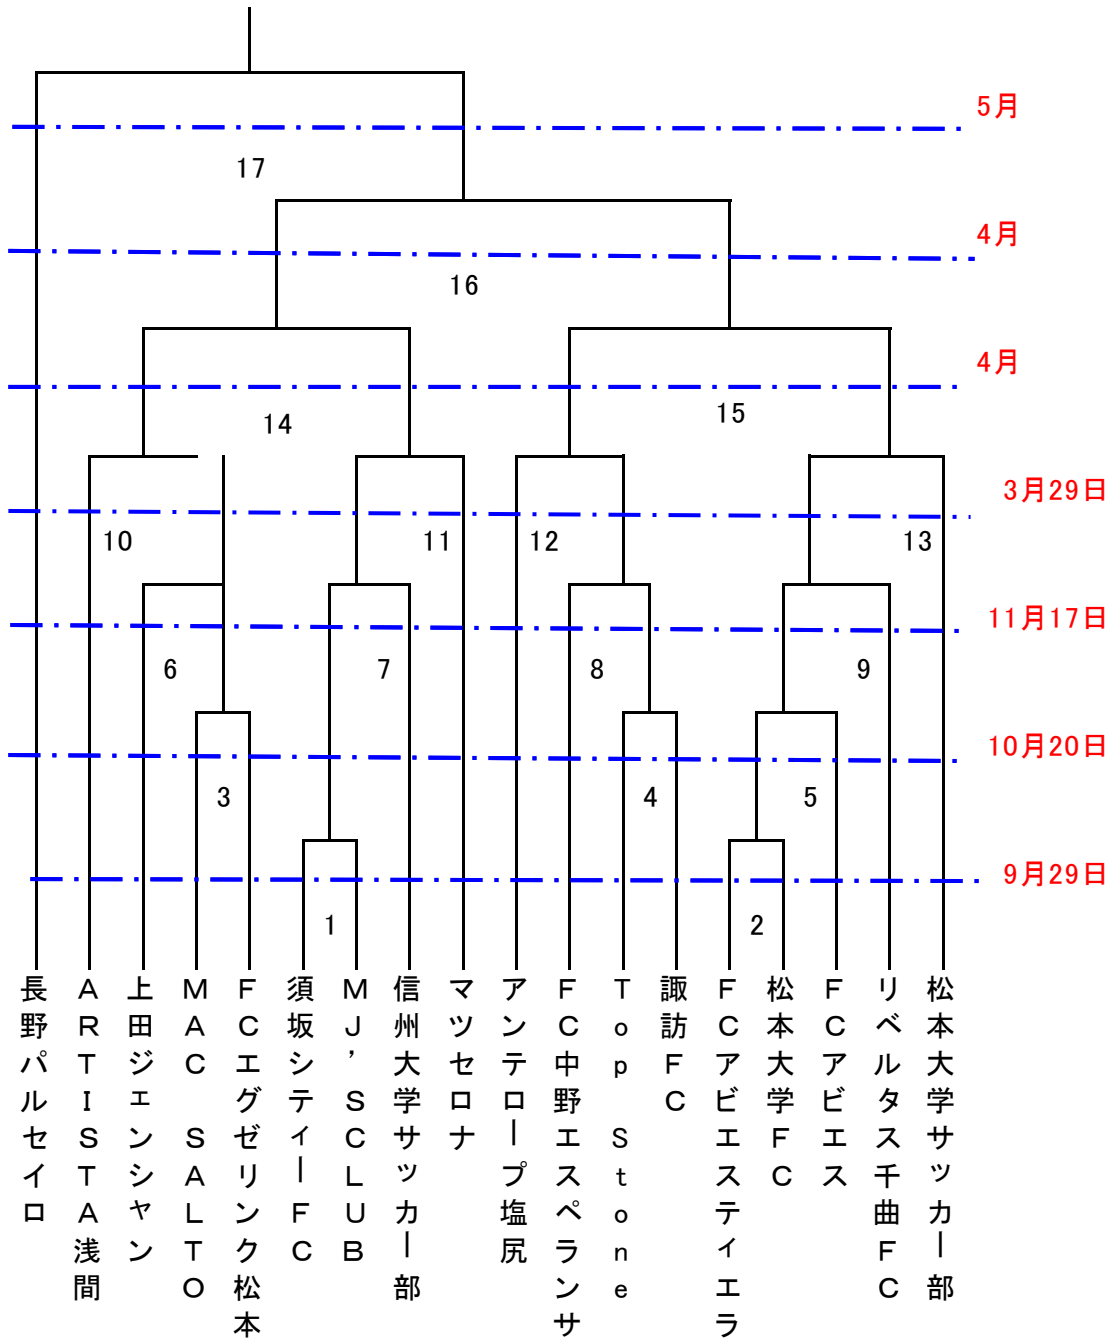 5月
17
4月
16
4月
14
15
3月29日
10
11
12
13
11月17日
6
7
8
9
10月20日
3
4
5
9月29日
1
2
長野パルセイロ
ARTISTA浅間
上田ジェンシャン
MAC SALTO
FCエグゼリンク松本
須坂シティーFC
MJ’SCLUB
信州大学サッカー部
マツセロナ
アンテロープ塩尻
FC中野エスペランサ
Top Stone
諏訪FC
FCアビエスティエラ
松本大学FC
FCアビエス
リベルタス千曲FC
松本大学サッカー部